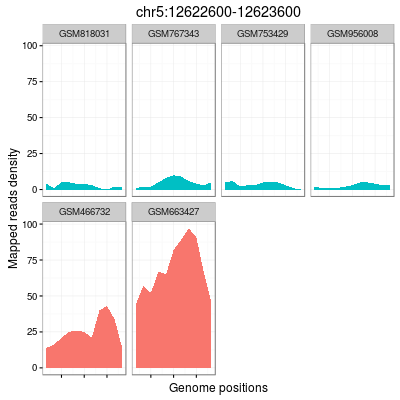 chr5:12622600-12623600
GSM818031 GSM767343 GSM753429 GSM956008
100
75
50
25
0
Mapped reads density
GSM466732 GSM663427
100
75
50
25
0
Genome positions